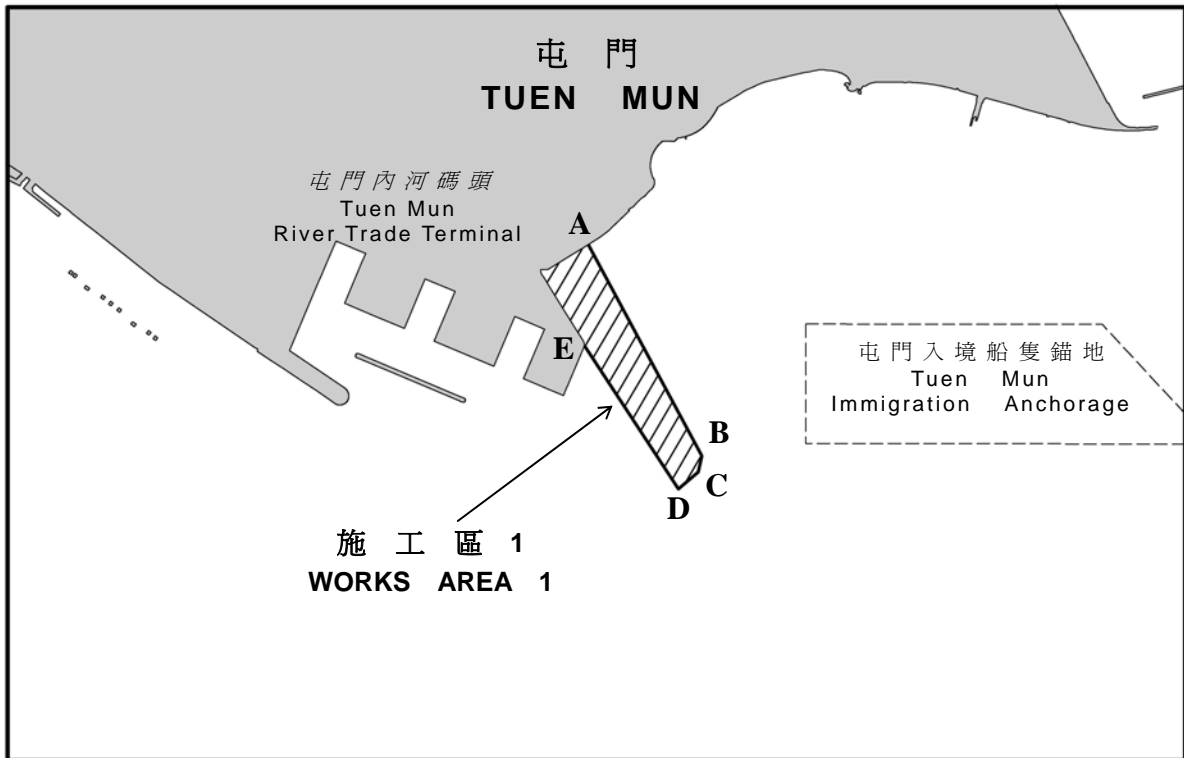 屯 門
TUEN MUN
屯門內河碼頭
Tuen Mun
River Trade Terminal
A
E
屯門入境船隻錨地
Tuen Mun
Immigration Anchorage
B
C
D
施 工 區 1
WORKS AREA 1